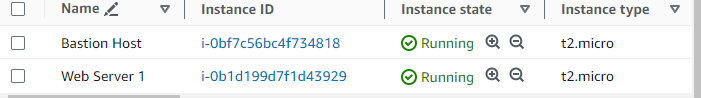 Name Instance ID Instance state Instance type
Bastion Host i-0bf7c56bc4f734818 Running t2.micro
Web Server 1 i-0b1d199d7f1d43929 Running t2.micro